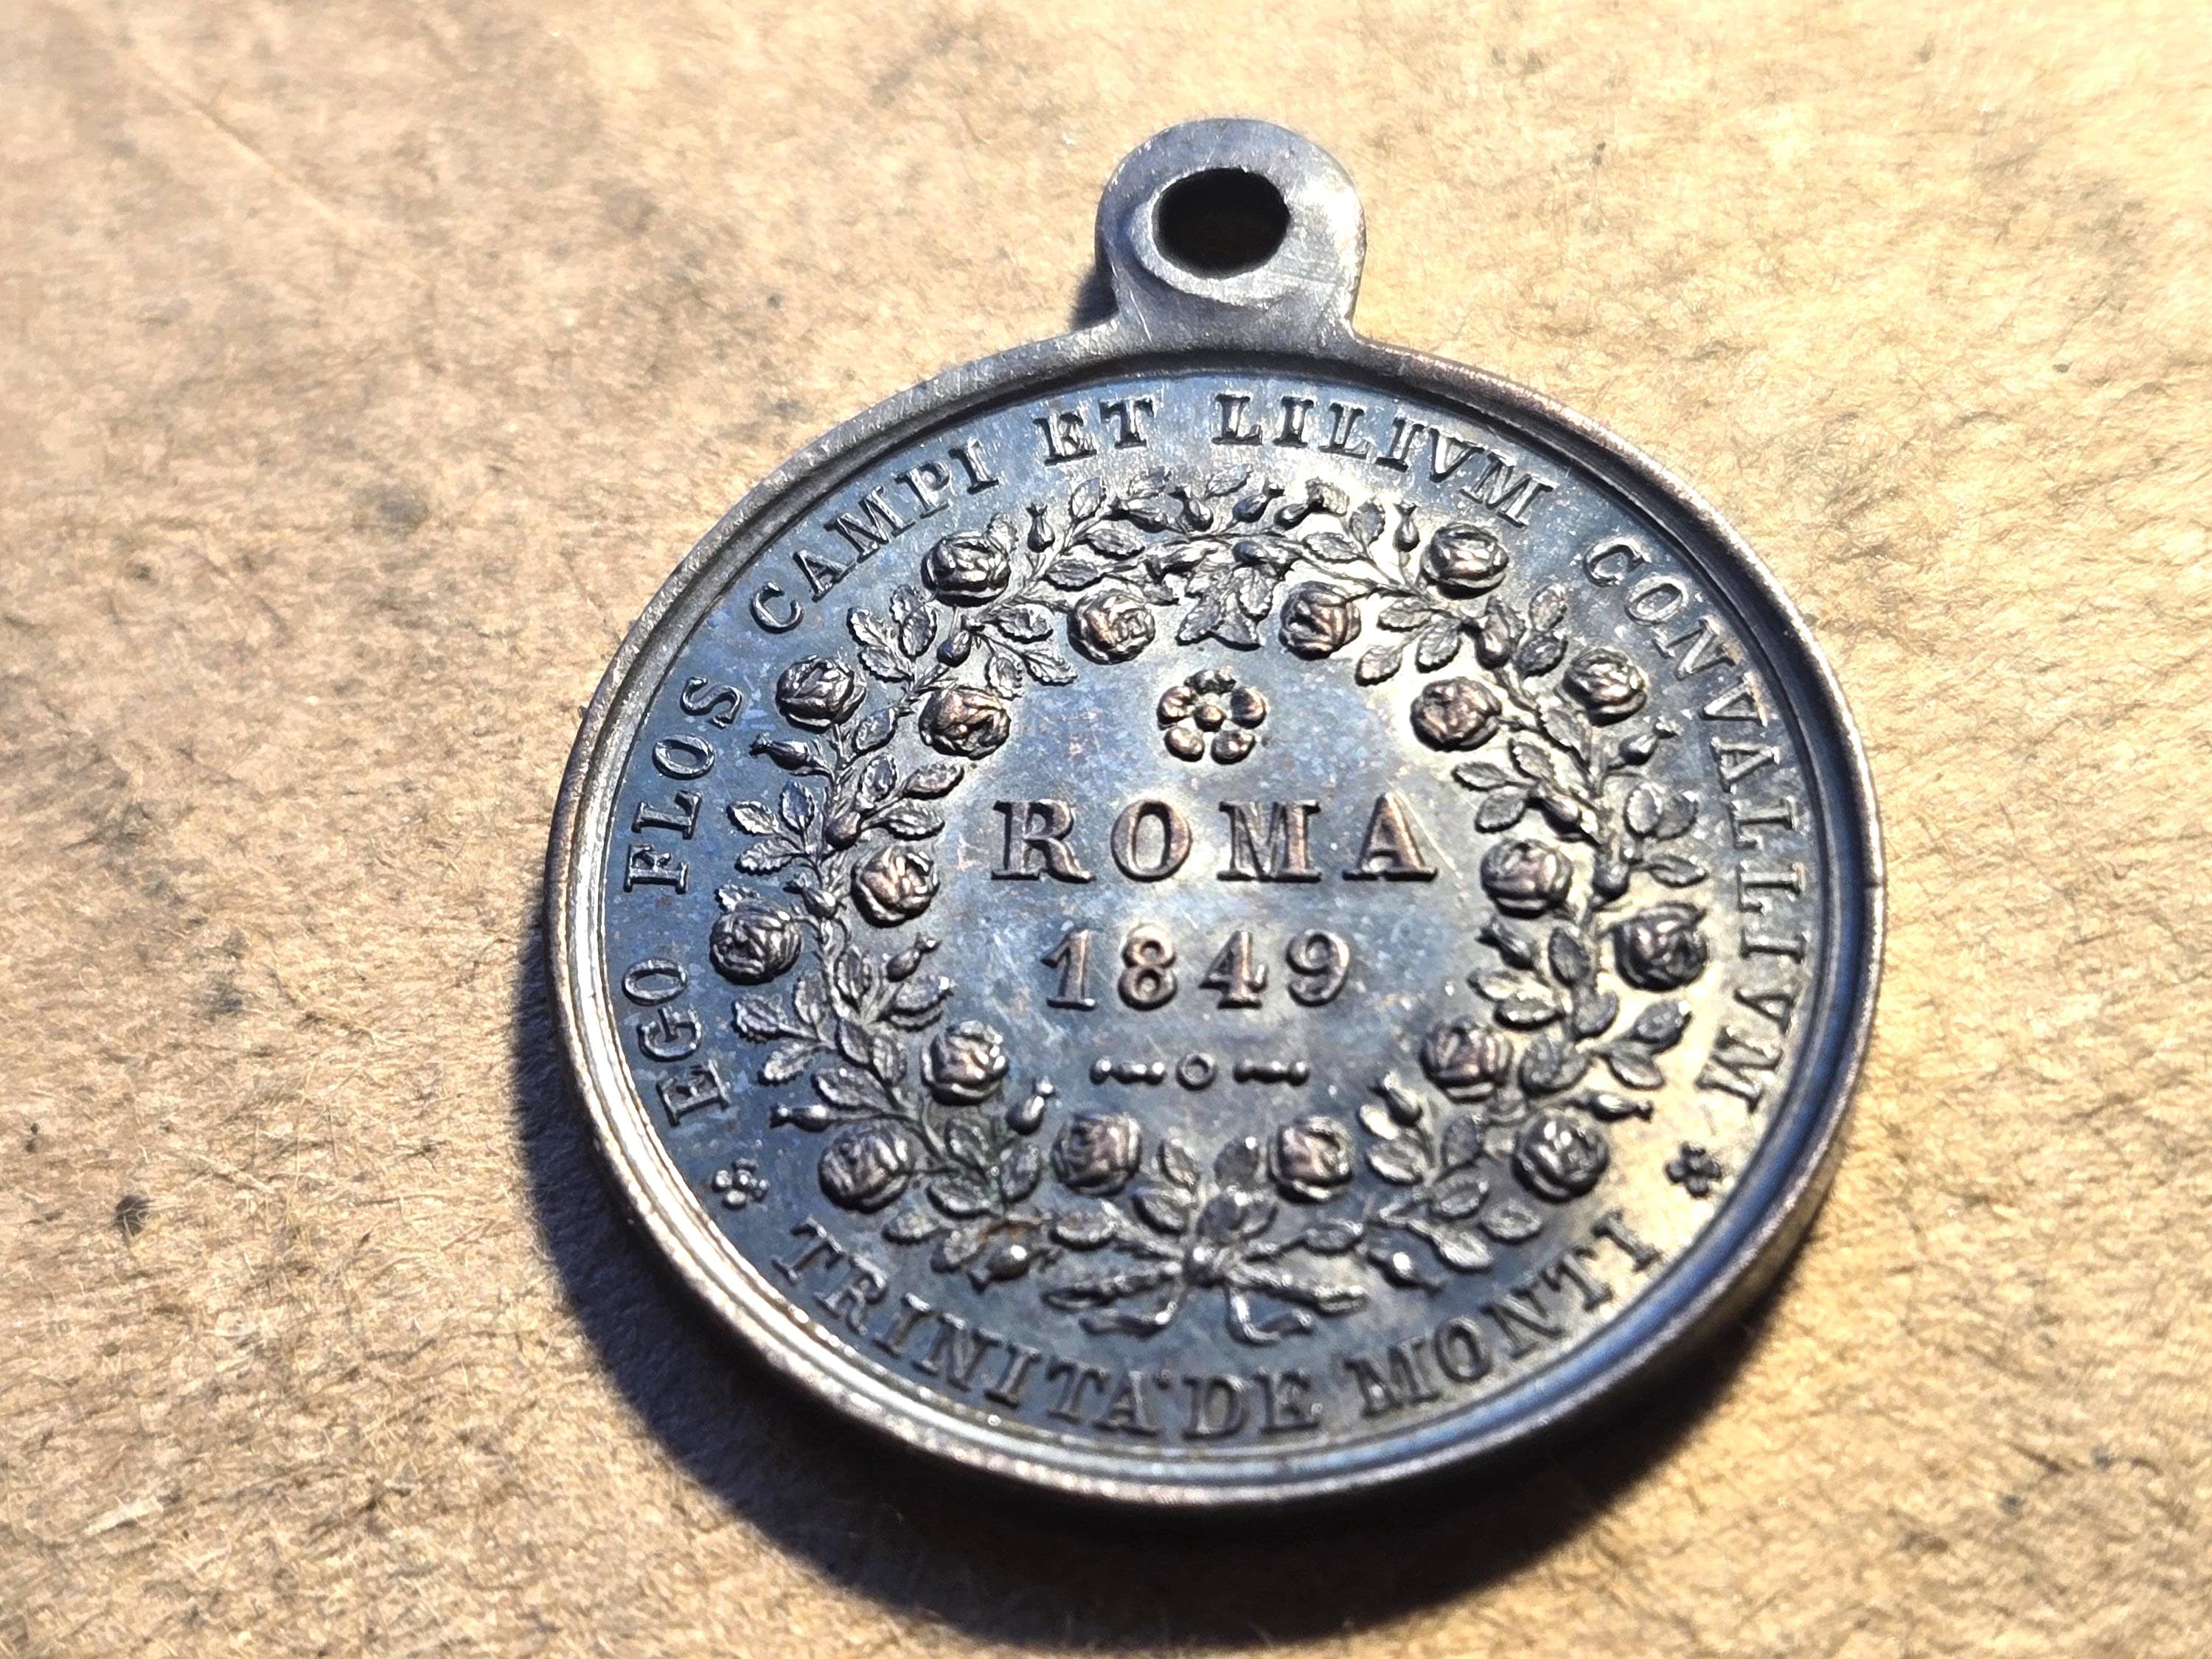 EGO FLOS CAMPI ET LILIVM CONVALLIVM
ROMA
1849
TRINITA' DE MONTI